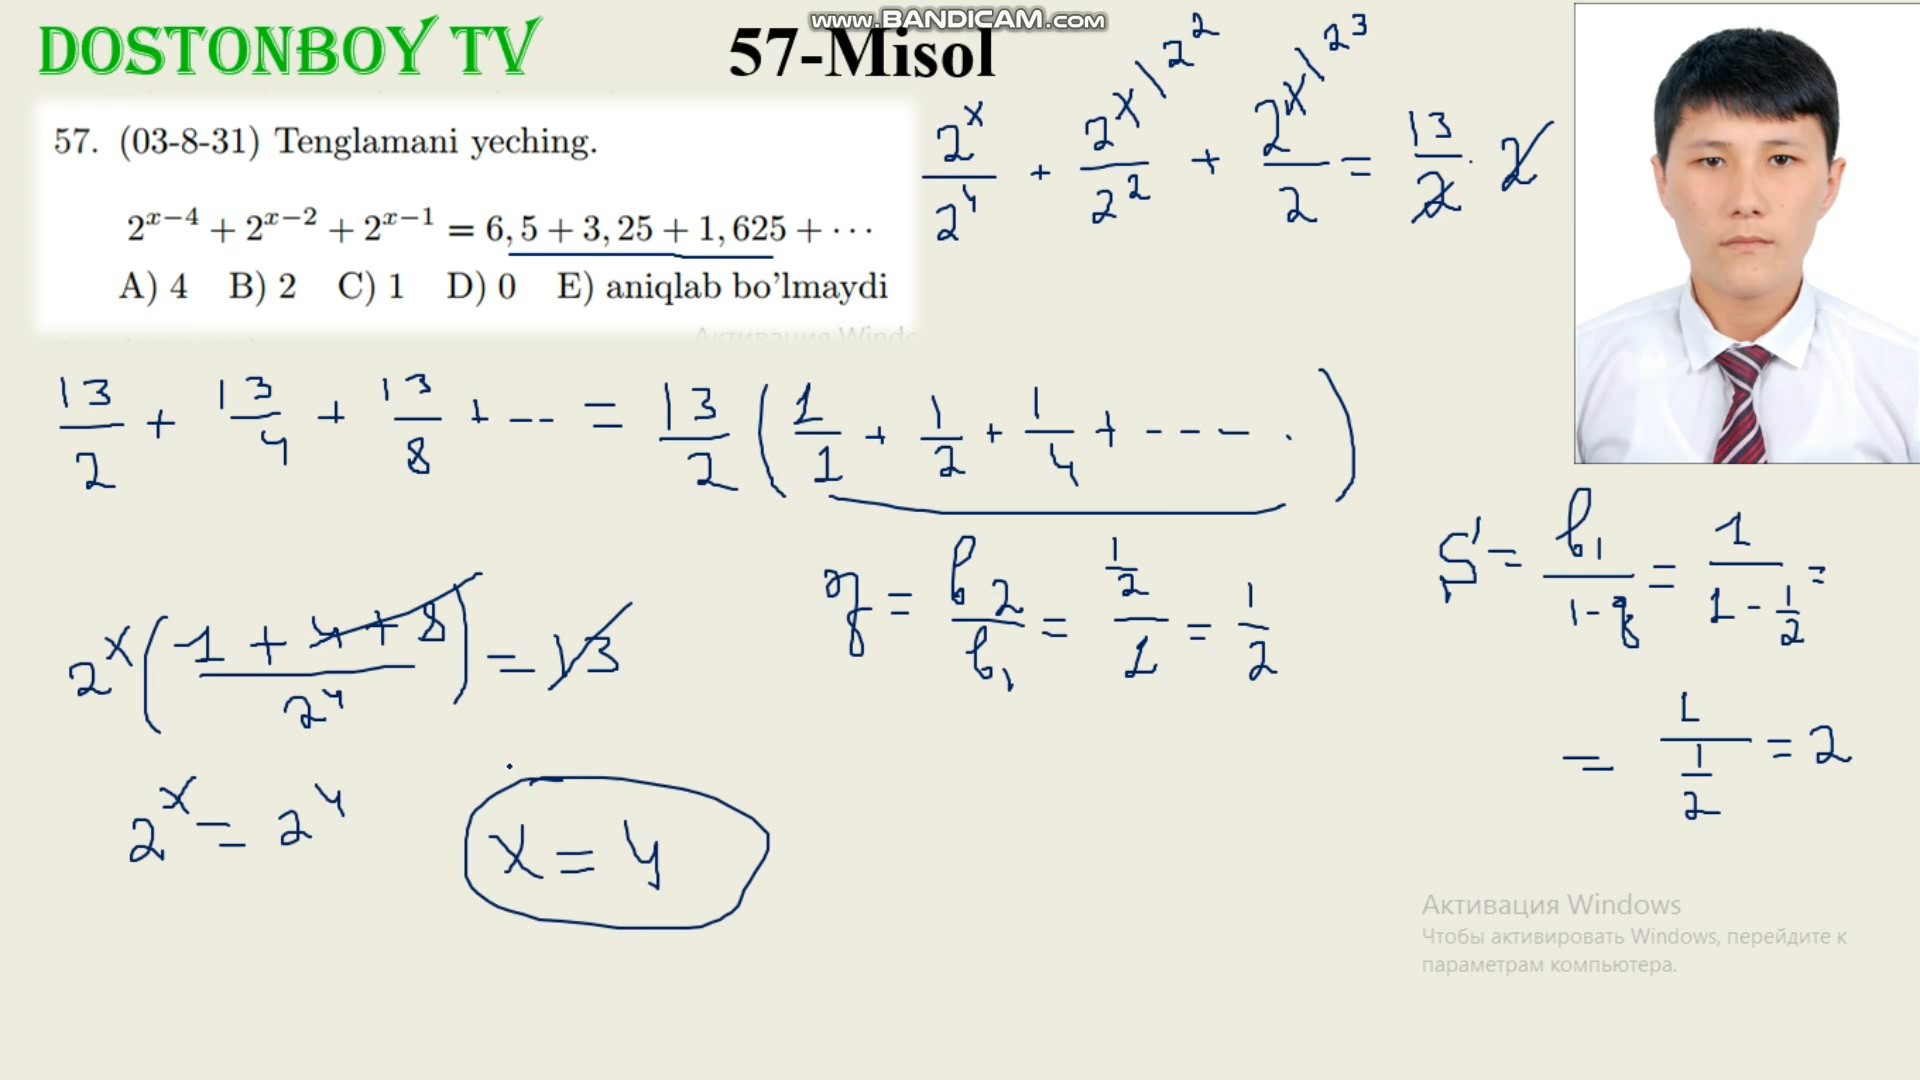 www.BANDICAM.com
DOSTONBOY TV
57-Misol
57. (03-8-31) Tenglamani yeching.
2^{x−4} + 2^{x−2} + 2^{x−1} = 6,5 + 3,25 + 1,625 + ···
A) 4 B) 2 C) 1 D) 0 E) aniqlab bo'lmaydi
2^x/2^4 + 2^x\2^2/2^2 + 2^x\2^3/2 = 13/2 · 2
13/2 + 13/4 + 13/8 + -- = 13/2 (1/1 + 1/2 + 1/4 + ---- .)
q = b2/b1 = 1/2/1 = 1/2
S = b1/1-q = 1/1-1/2 =
= 1/1/2 = 2
2^x(1 + 4 + 8/2^4) = 13
2^x = 2^4
x = 4
Активация Windows
Чтобы активировать Windows, перейдите к
параметрам компьютера.